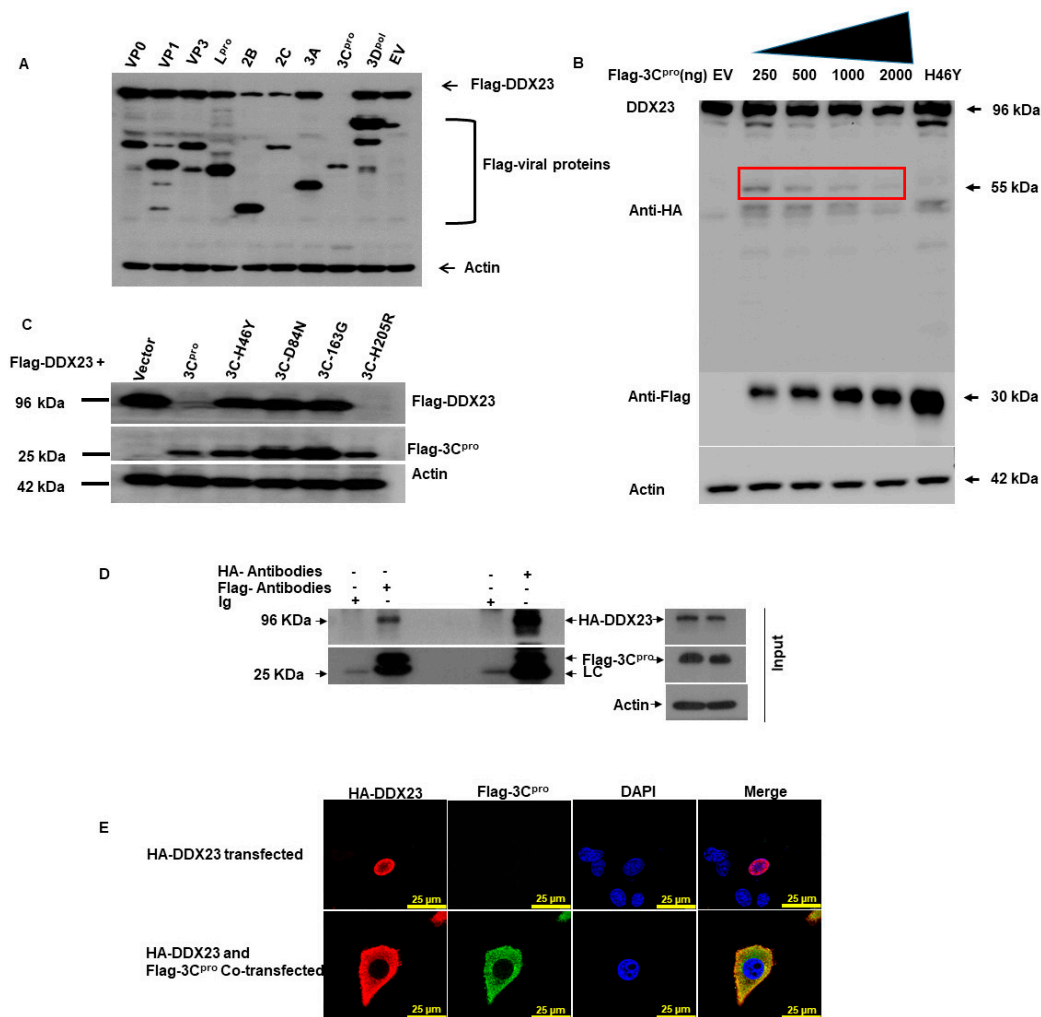 A
VP0 VP1 VP3 Lpro 2B 2C 3A 3Cpro 3Dpol EV
Flag-DDX23
Flag-viral proteins
Actin
B
Flag-3Cpro(ng) EV 250 500 1000 2000 H46Y
DDX23 96 kDa
55 kDa
Anti-HA
Anti-Flag 30 kDa
Actin 42 kDa
C
Flag-DDX23 + Vector 3Cpro 3C-H46Y 3C-D84N 3C-163G 3C-H205R
96 kDa Flag-DDX23
25 kDa Flag-3Cpro
42 kDa Actin
D
HA- Antibodies - - - +
Flag- Antibodies - + - -
Ig + - + -
96 KDa HA-DDX23
Flag-3Cpro
25 KDa LC
Actin
Input
E
HA-DDX23 Flag-3Cpro DAPI Merge
HA-DDX23 transfected
25 µm 25 µm 25 µm 25 µm
HA-DDX23 and
Flag-3Cpro Co-transfected
25 µm 25 µm 25 µm 25 µm